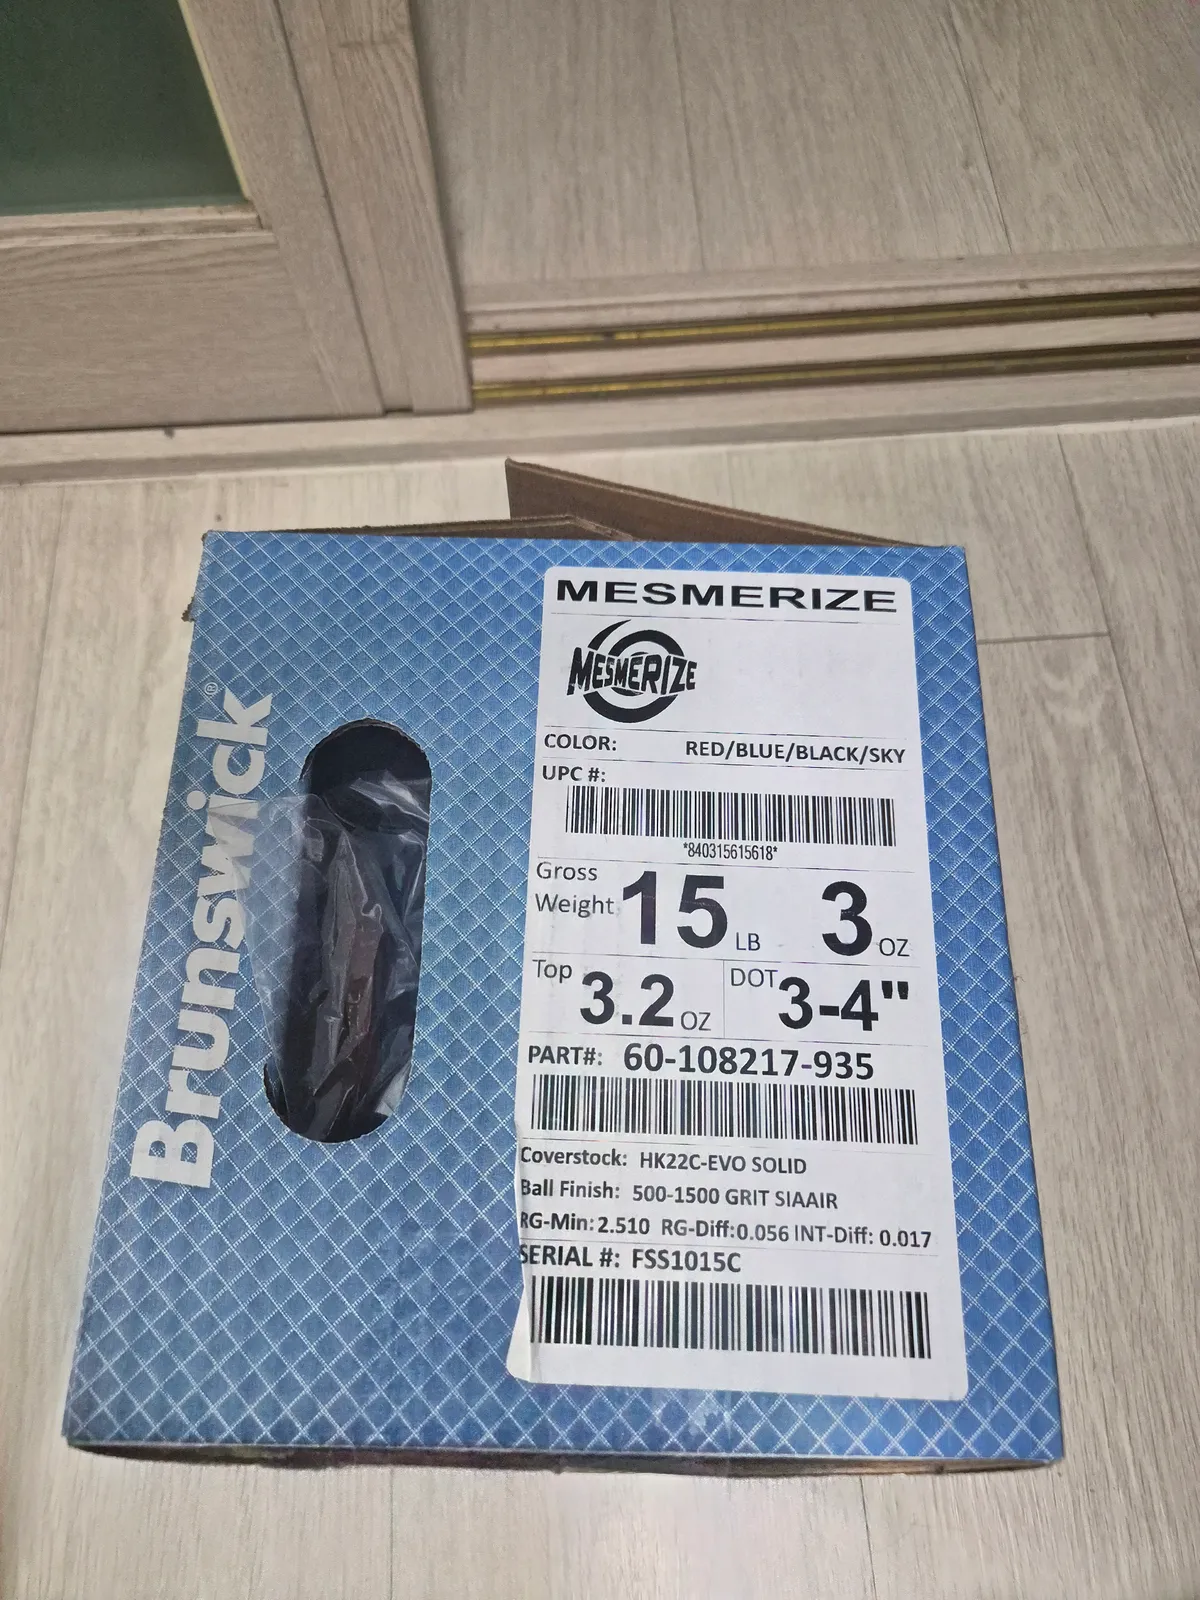 Brunswick®
MESMERIZE
MESMERIZE
COLOR: RED/BLUE/BLACK/SKY
UPC #:
*840315615618*
Gross
Weight 15 LB 3 OZ
Top 3.2 OZ DOT 3-4"
PART#: 60-108217-935
Coverstock: HK22C-EVO SOLID
Ball Finish: 500-1500 GRIT SIAAIR
RG-Min: 2.510 RG-Diff: 0.056 INT-Diff: 0.017
SERIAL #: FSS1015C